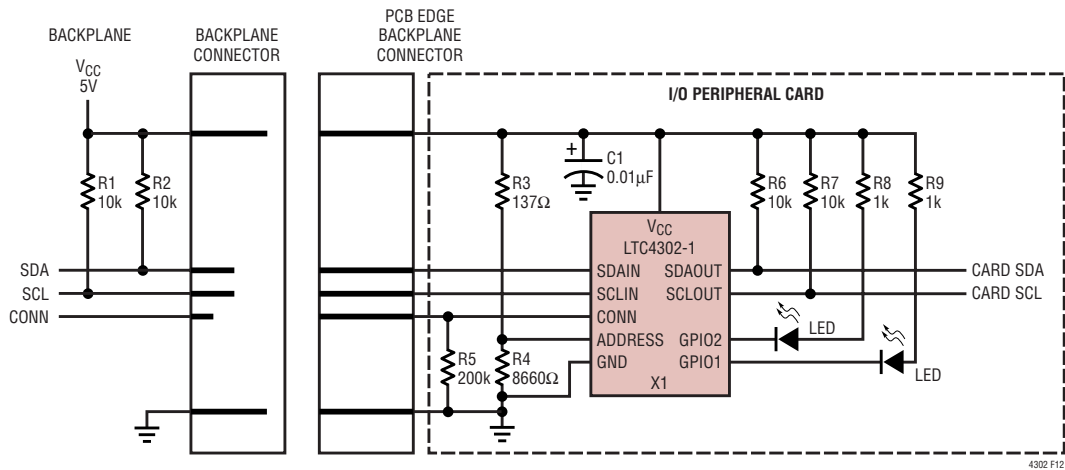 BACKPLANE
V_CC
5V
BACKPLANE
CONNECTOR
PCB EDGE
BACKPLANE
CONNECTOR
I/O PERIPHERAL CARD
R1
10k
R2
10k
R3
137Ω
+
C1
0.01µF
R6
10k
R7
10k
R8
1k
R9
1k
V_CC
LTC4302-1
SDAIN
SDAOUT
SCLIN
SCLOUT
CONN
ADDRESS
GPIO2
GND
GPIO1
X1
SDA
SCL
CONN
CARD SDA
CARD SCL
LED
LED
R5
200k
R4
8660Ω
4302 F12